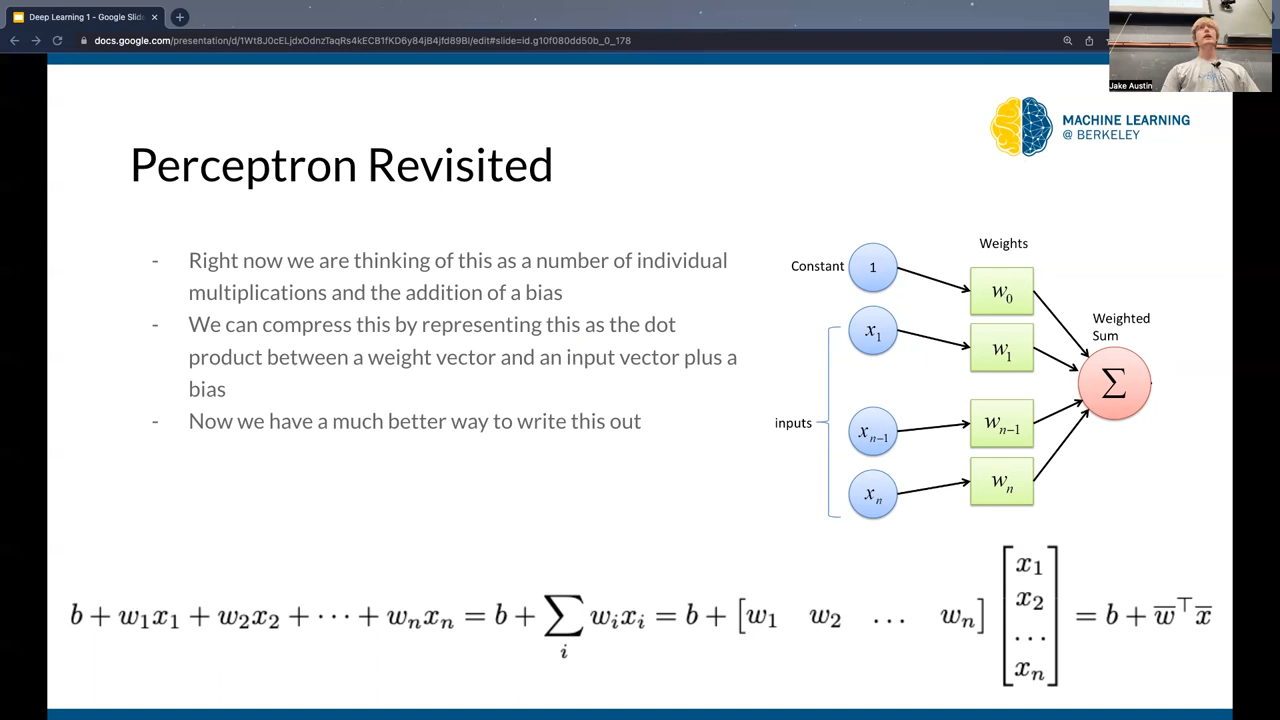 Deep Learning 1 - Google Slid
docs.google.com/presentation/d/1Wt8J0cELjdxOdnzTaqRs4kECB1fKD6y84jB4jfd89BI/edit#slide=id.g10f080dd50b_0_178
Jake Austin
MACHINE LEARNING
@ BERKELEY
Perceptron Revisited
- Right now we are thinking of this as a number of individual
multiplications and the addition of a bias
- We can compress this by representing this as the dot
product between a weight vector and an input vector plus a
bias
- Now we have a much better way to write this out
Weights
Constant 1 w₀
x₁ w₁
Weighted
Sum
∑
inputs
xₙ₋₁ wₙ₋₁
xₙ wₙ
b + w₁x₁ + w₂x₂ + ⋯ + wₙxₙ = b + ∑ᵢ wᵢxᵢ = b + [w₁ w₂ … wₙ] [x₁ x₂ … xₙ] = b + w̅ᵀx̅